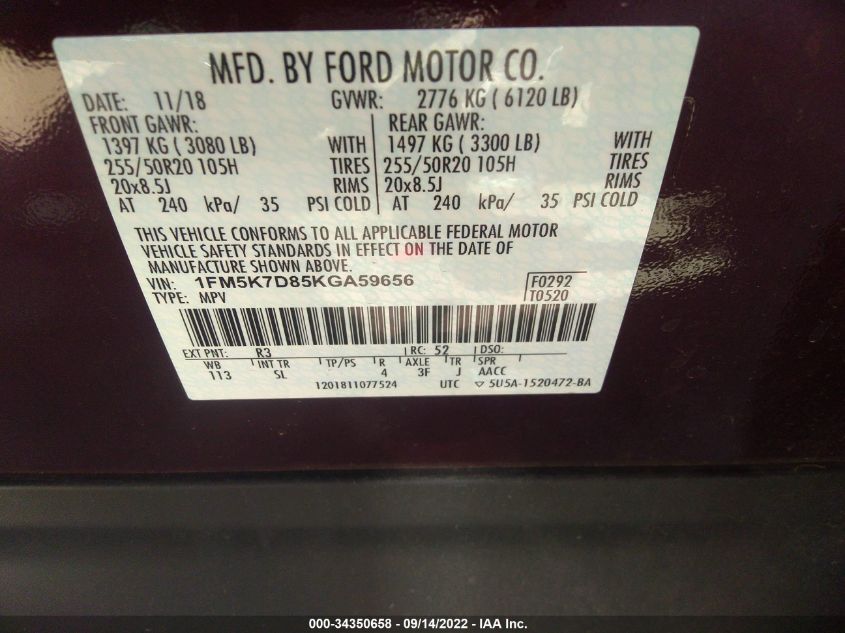 MFD. BY FORD MOTOR CO.
DATE: 11/18 GVWR: 2776 KG ( 6120 LB)
FRONT GAWR: REAR GAWR:
1397 KG ( 3080 LB) WITH 1497 KG ( 3300 LB) WITH
255/50R20 105H TIRES 255/50R20 105H TIRES
20x8.5J RIMS 20x8.5J RIMS
AT 240 kPa/ 35 PSI COLD AT 240 kPa/ 35 PSI COLD
THIS VEHICLE CONFORMS TO ALL APPLICABLE FEDERAL MOTOR
VEHICLE SAFETY STANDARDS IN EFFECT ON THE DATE OF
MANUFACTURE SHOWN ABOVE.
VIN: 1FM5K7D85KGA59656 F0292
TYPE: MPV T0520
EXT PNT: R3 RC: 52 DSO:
WB INT TR TP/PS R AXLE TR SPR
113 SL 4 3F J AACC
1201811077524 UTC ▽ 5U5A-1520472-BA
000-34350658 - 09/14/2022 - IAA Inc.